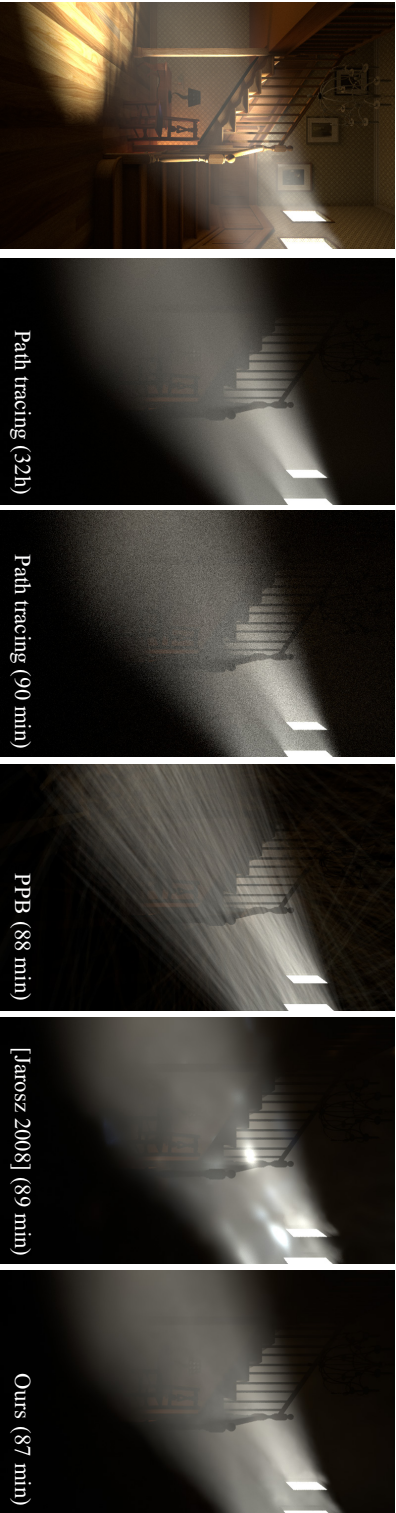 Path tracing (32h)
Path tracing (90 min)
PPB (88 min)
[Jarosz 2008] (89 min)
Ours (87 min)